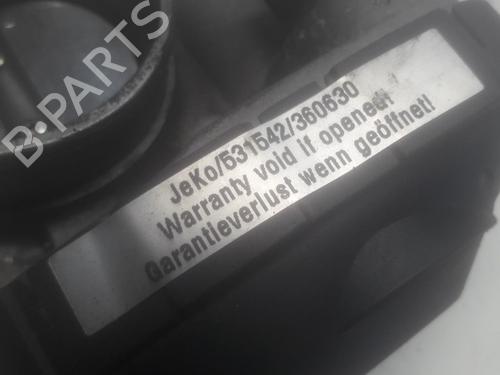 B-PARTS
JeKo/531542/360630
Warranty void if opened!
Garantieverlust wenn geöffnet!